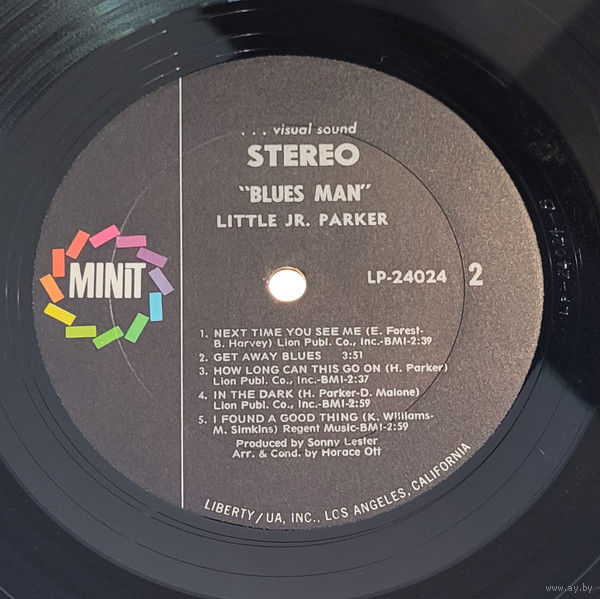 . . . visual sound
STEREO
"BLUES MAN"
LITTLE JR. PARKER
MINIT
LP-24024 2
1. NEXT TIME YOU SEE ME (E. Forest-
B. Harvey) Lion Publ. Co., Inc.-BMI-2:39
2. GET AWAY BLUES 3:51
3. HOW LONG CAN THIS GO ON (H. Parker)
Lion Publ. Co., Inc.-BMI-2:37
4. IN THE DARK (H. Parker-D. Malone)
Lion Publ. Co., Inc.-BMI-2:59
5. I FOUND A GOOD THING (K. Williams-
M. Simkins) Regent Music-BMI-2:59
Produced by Sonny Lester
Arr. & Cond. by Horace Ott
LIBERTY/UA, INC., LOS ANGELES, CALIFORNIA
www.ay.by